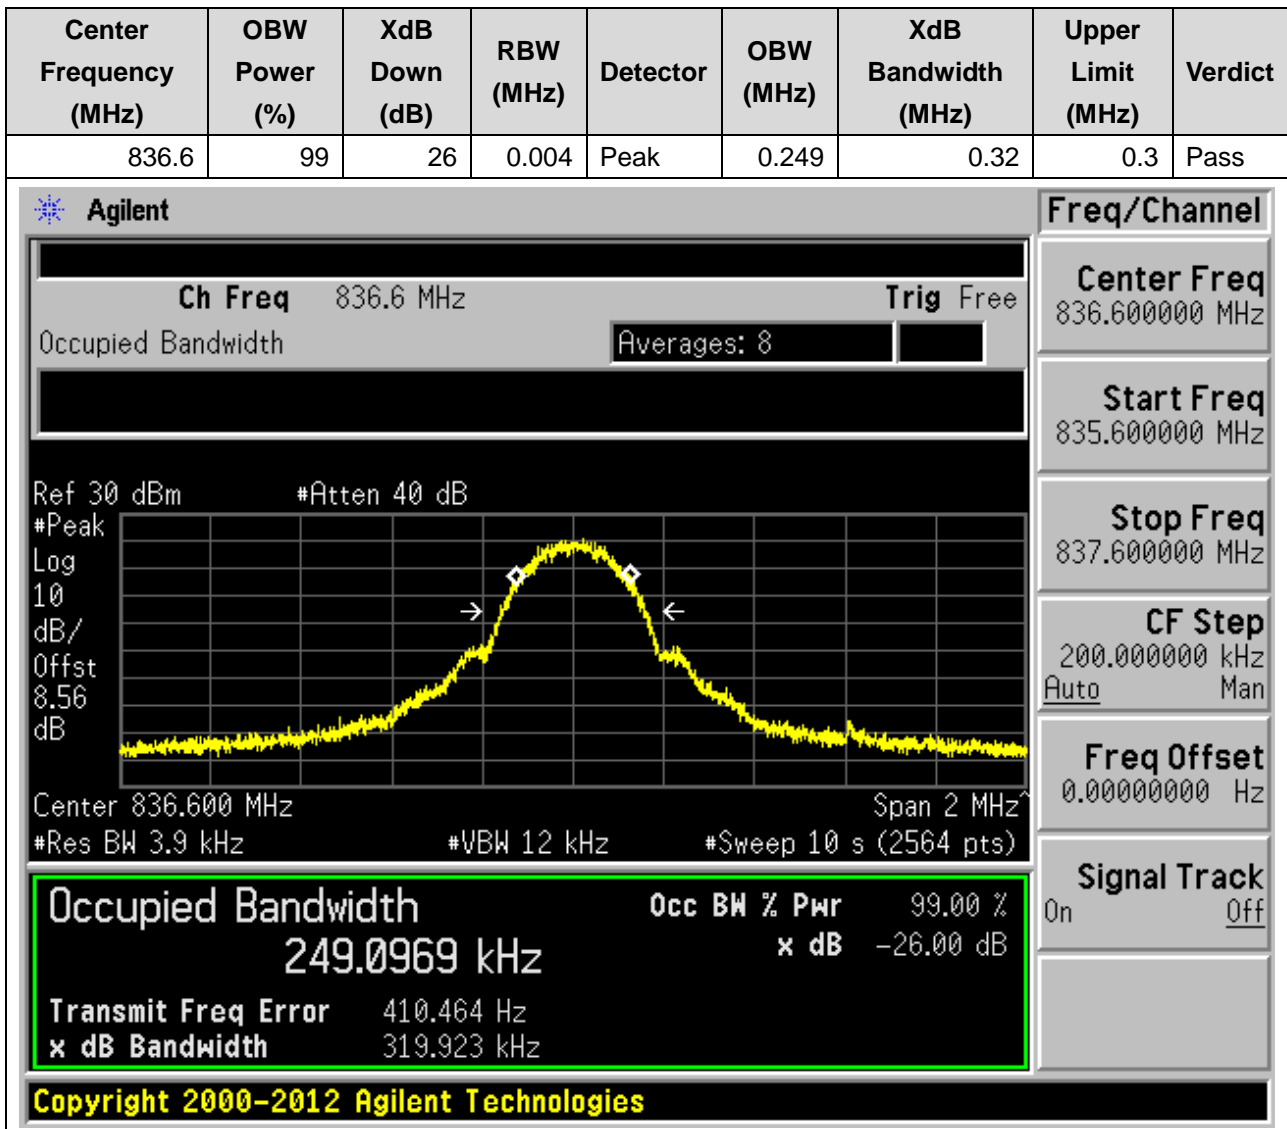 Center Frequency (MHz) OBW Power (%) XdB Down (dB) RBW (MHz) Detector OBW (MHz) XdB Bandwidth (MHz) Upper Limit (MHz) Verdict
836.6 99 26 0.004 Peak 0.249 0.32 0.3 Pass
Agilent
Freq/Channel
Ch Freq 836.6 MHz Trig Free
Occupied Bandwidth Averages: 8
Center Freq
836.600000 MHz
Start Freq
835.600000 MHz
Stop Freq
837.600000 MHz
CF Step
200.000000 kHz
Auto Man
Freq Offset
0.00000000 Hz
Signal Track
On Off
Ref 30 dBm #Atten 40 dB
#Peak
Log
10
dB/
Offst
8.56
dB
Center 836.600 MHz Span 2 MHz^
#Res BW 3.9 kHz #VBW 12 kHz #Sweep 10 s (2564 pts)
Occupied Bandwidth Occ BW % Pwr 99.00 %
249.0969 kHz x dB -26.00 dB
Transmit Freq Error 410.464 Hz
x dB Bandwidth 319.923 kHz
Copyright 2000-2012 Agilent Technologies